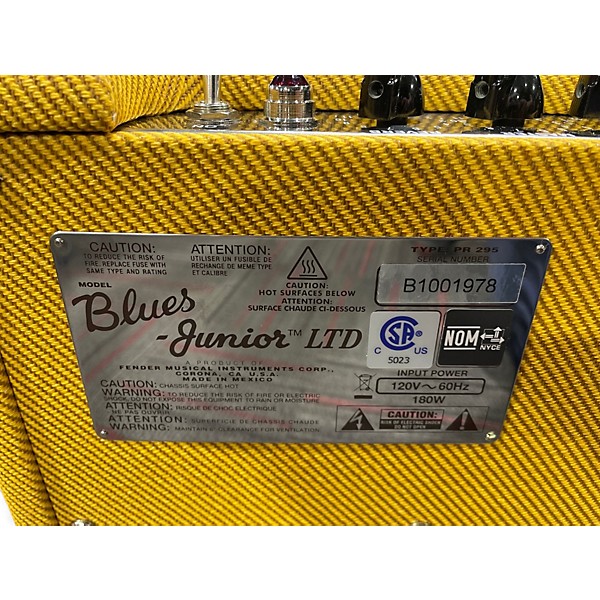 CAUTION:
TO REDUCE THE RISK OF
FIRE, REPLACE FUSE WITH
SAME TYPE AND RATING
ATTENTION:
UTILISER UN FUSIBLE DE
RECHANGE DE MEME TYPE
ET CALIBRE
CAUTION:
HOT SURFACES BELOW
ATTENTION:
SURFACE CHAUDE CI-DESSOUS
TYPE: PR 295
SERIAL NUMBER
B1001978
MODEL
Blues
-Junior™ LTD
A PRODUCT OF
FENDER MUSICAL INSTRUMENTS CORP.,
CORONA, CA U.S.A.
MADE IN MEXICO
C US
5023
NOM
NYCE
INPUT POWER
120V～60Hz
180W
CAUTION: CHASSIS SURFACE HOT
WARNING: TO REDUCE THE RISK OF FIRE OR ELECTRIC
SHOCK,DO NOT EXPOSE THIS EQUIPMENT TO RAIN OR MOISTURE
ATTENTION: RISQUE DE CHOC ELECTRIQUE
NE PAS OUVRIR
ATTENTION: SUPERFICIE DE CHASSIS CHAUDE
WARNING: MAINTAIN 4" CLEARANCE FOR VENTILATION.
CAUTION:
RISK OF ELECTRIC SHOCK
DO NOT OPEN